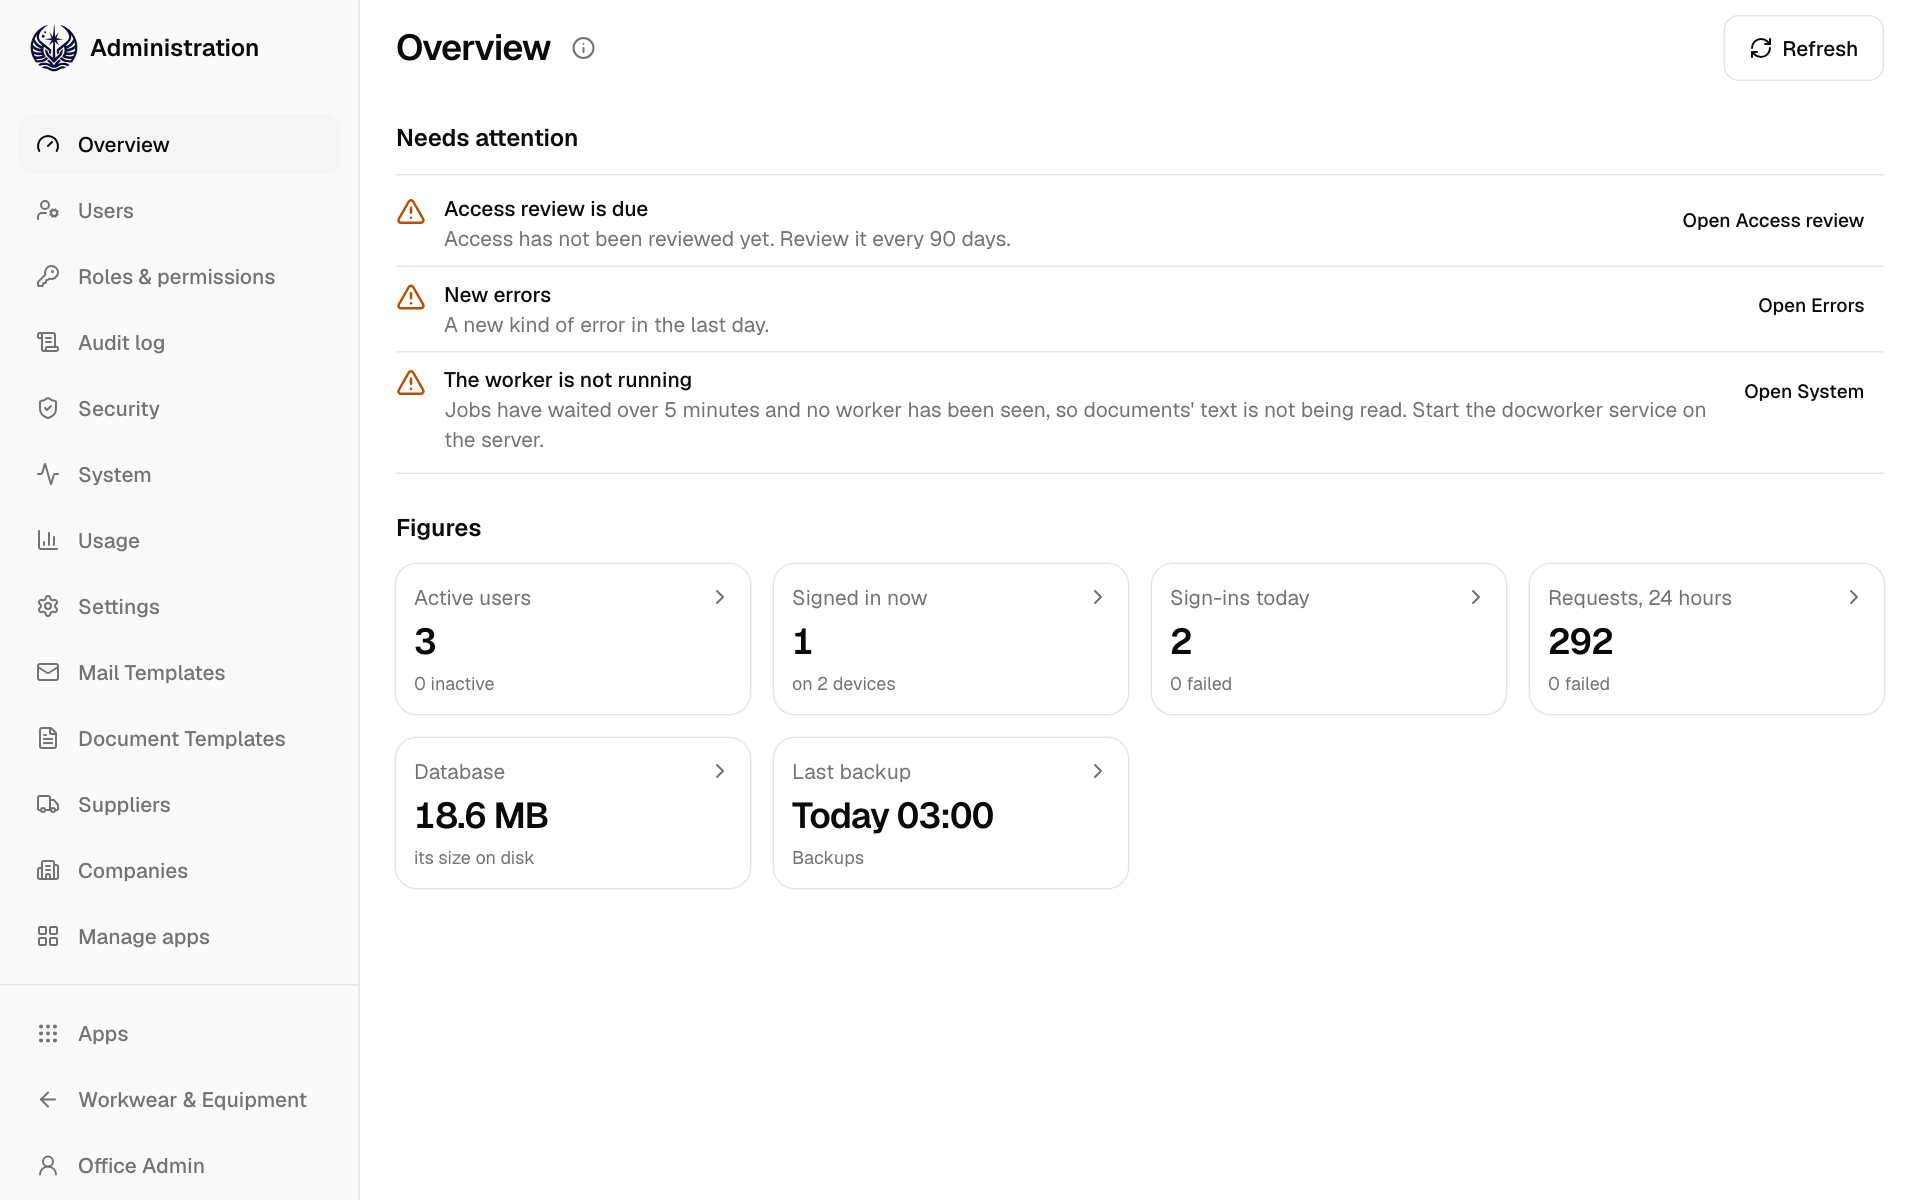 Administration
Overview
Users
Roles & permissions
Audit log
Security
System
Usage
Settings
Mail Templates
Document Templates
Suppliers
Companies
Manage apps
Apps
Workwear & Equipment
Office Admin
Overview
Refresh
Needs attention
Access review is due
Access has not been reviewed yet. Review it every 90 days.
Open Access review
New errors
A new kind of error in the last day.
Open Errors
The worker is not running
Jobs have waited over 5 minutes and no worker has been seen, so documents' text is not being read. Start the docworker service on
the server.
Open System
Figures
Active users
3
0 inactive
Signed in now
1
on 2 devices
Sign-ins today
2
0 failed
Requests, 24 hours
292
0 failed
Database
18.6 MB
its size on disk
Last backup
Today 03:00
Backups